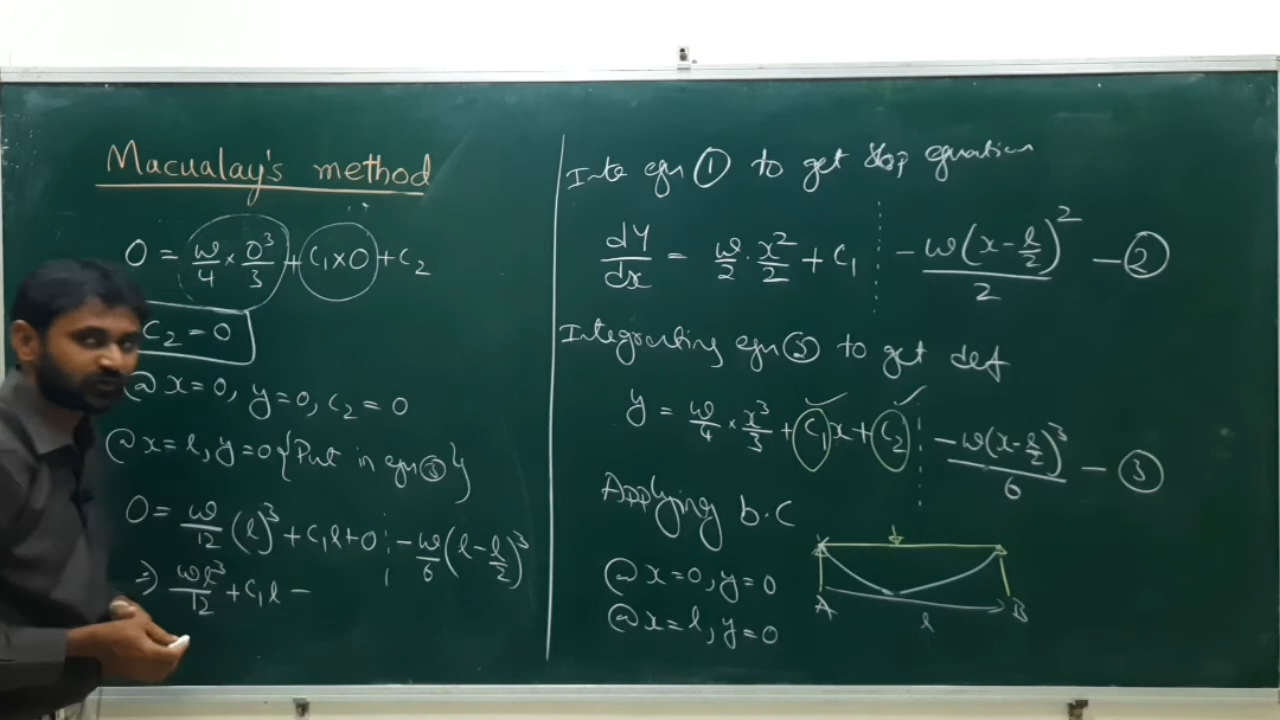 Macualay's method
0 = w/4 × 0³/3 + C₁×0 + C₂
C₂ = 0
@ x=0, y=0, C₂ = 0
@ x=l, y=0 {Put in eqn ③}
0 = w/12 (l)³ + C₁l + 0 ¦ - w/6 (l - l/2)³
⇒ wl³/12 + C₁l -
Inte eqn ① to get slop equation
dy/dx = w/2 · x²/2 + C₁ ¦ - w(x - l/2)²/2 - ②
Integrating eqn ② to get def
y = w/4 × x³/3 + C₁x + C₂ ¦ - w(x - l/2)³/6 - ③
Applying b.C
@ x=0, y=0
@ x=l, y=0
A B
l